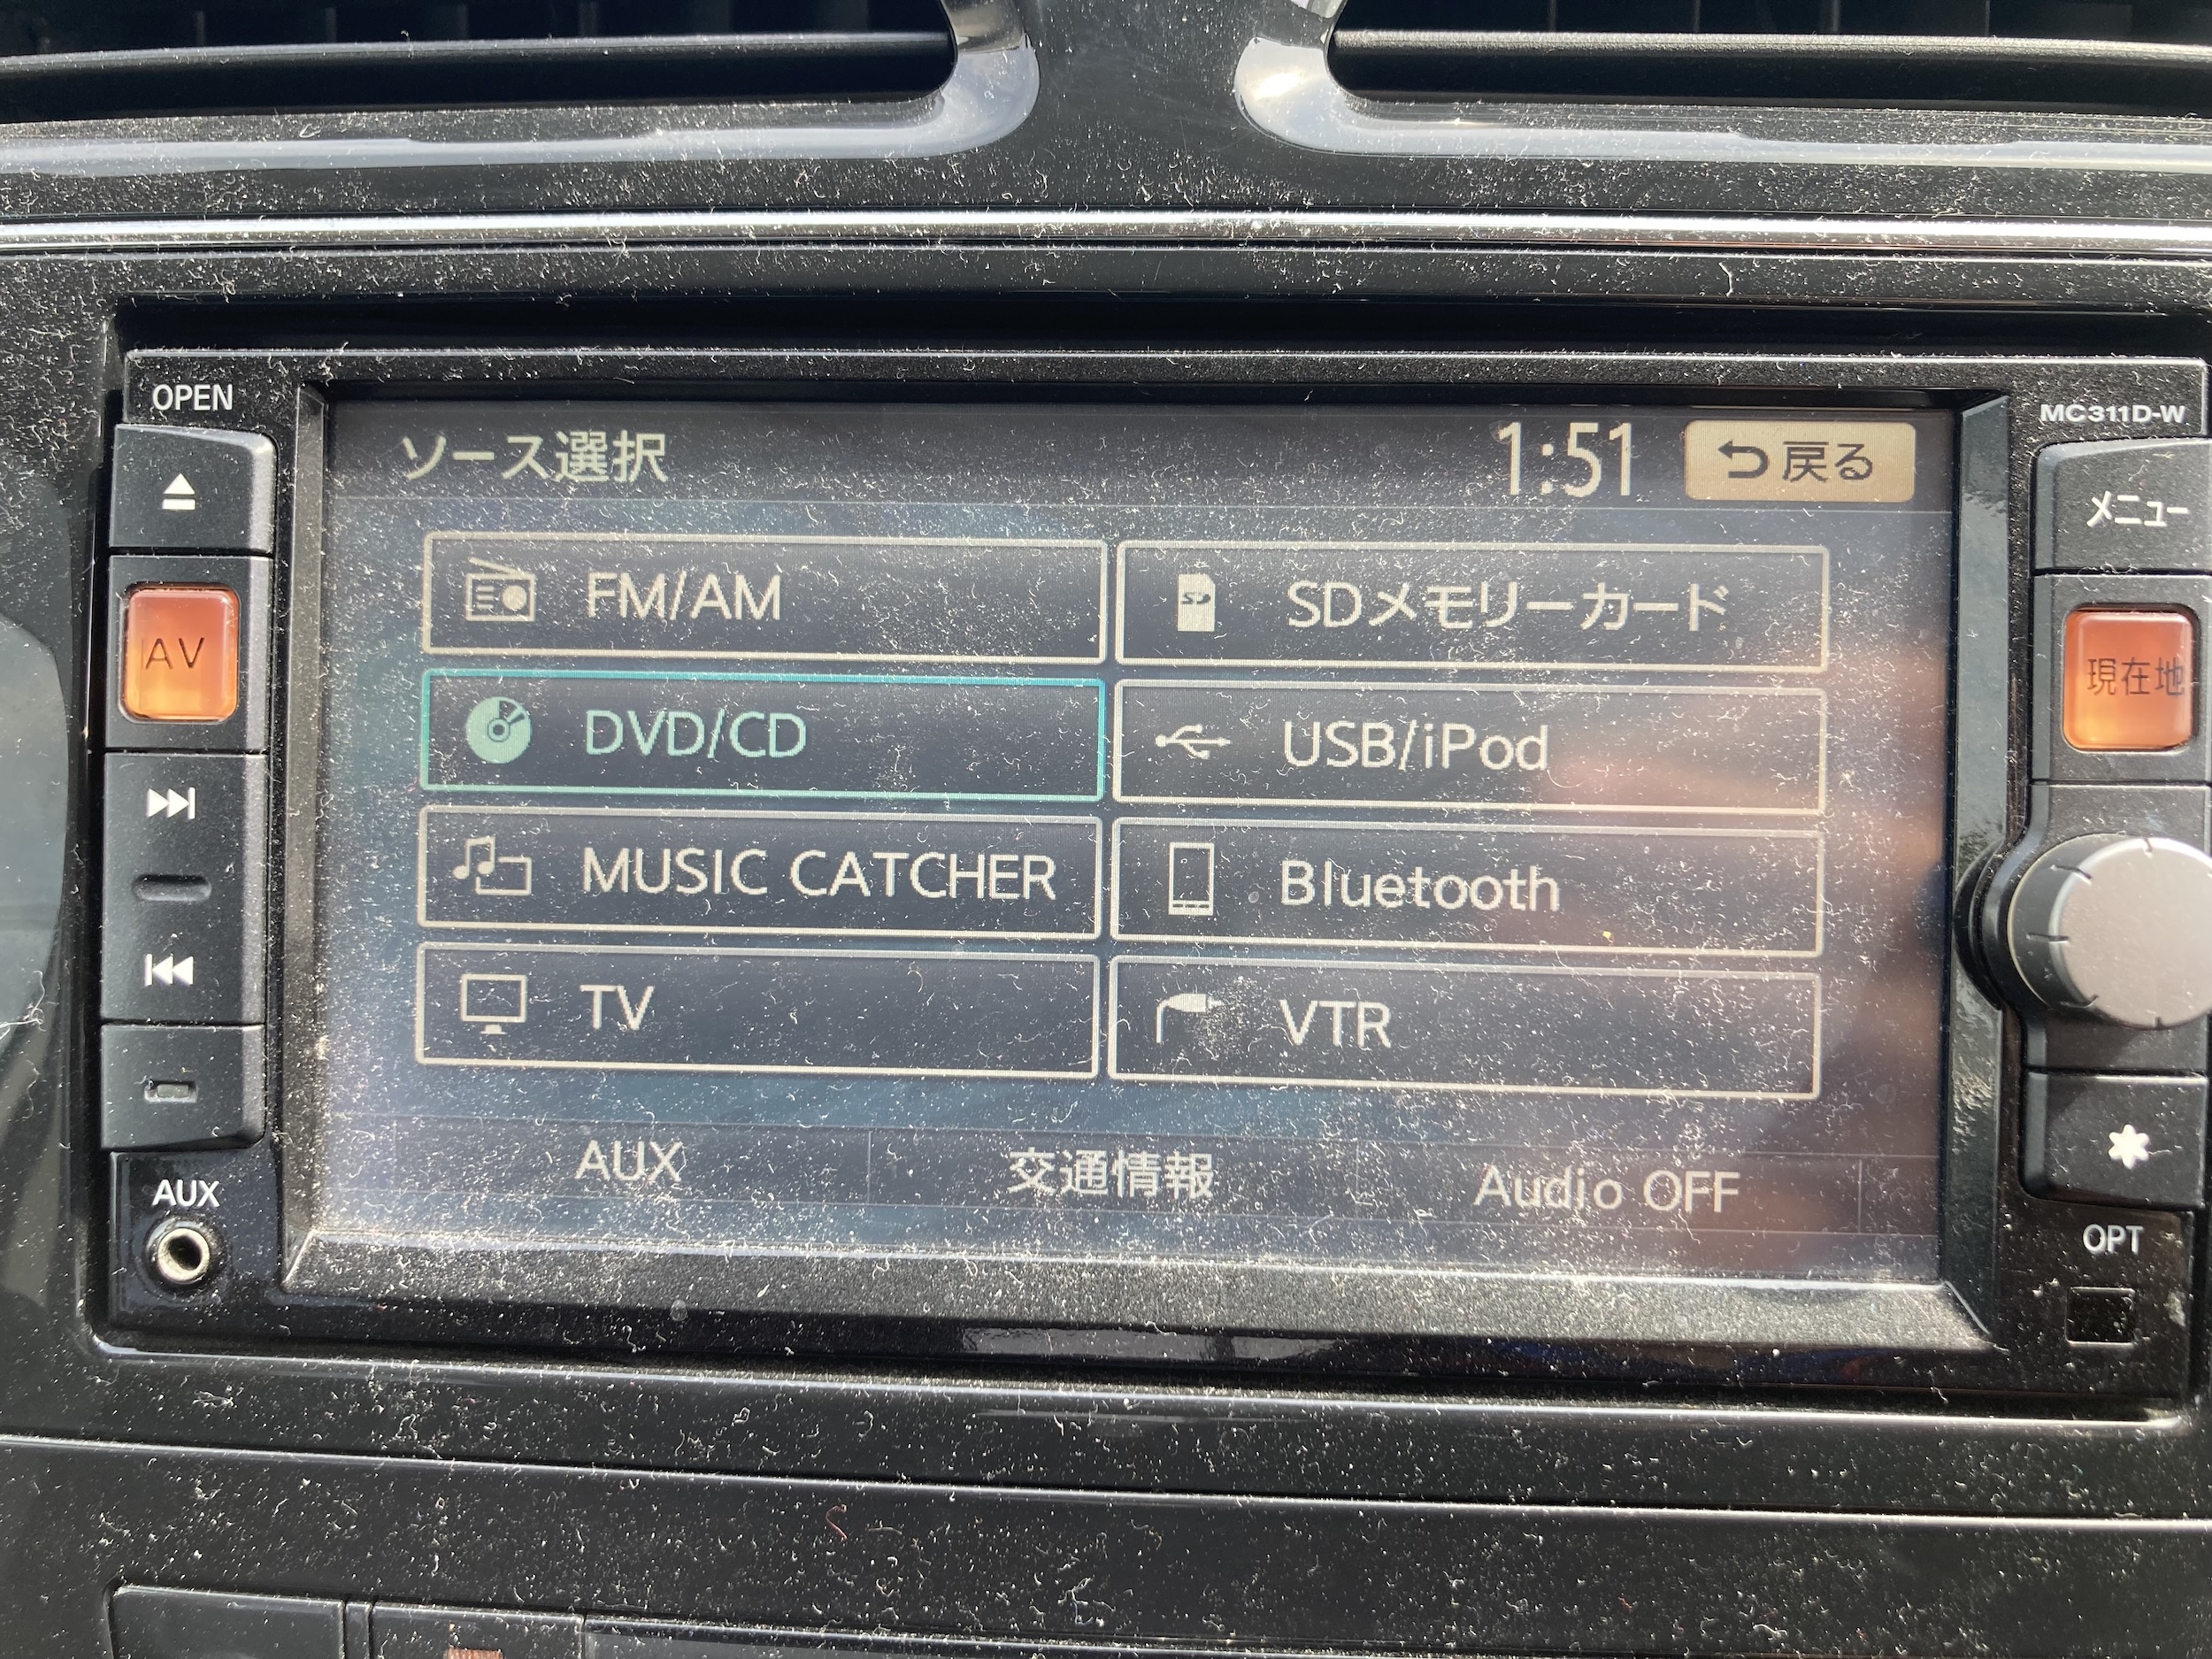 OPEN
MC311D-W
ソース選択
1:51
戻る
メニュー
FM/AM
SDメモリーカード
AV
現在地
DVD/CD
USB/iPod
MUSIC CATCHER
Bluetooth
TV
VTR
AUX
交通情報
Audio OFF
AUX
OPT